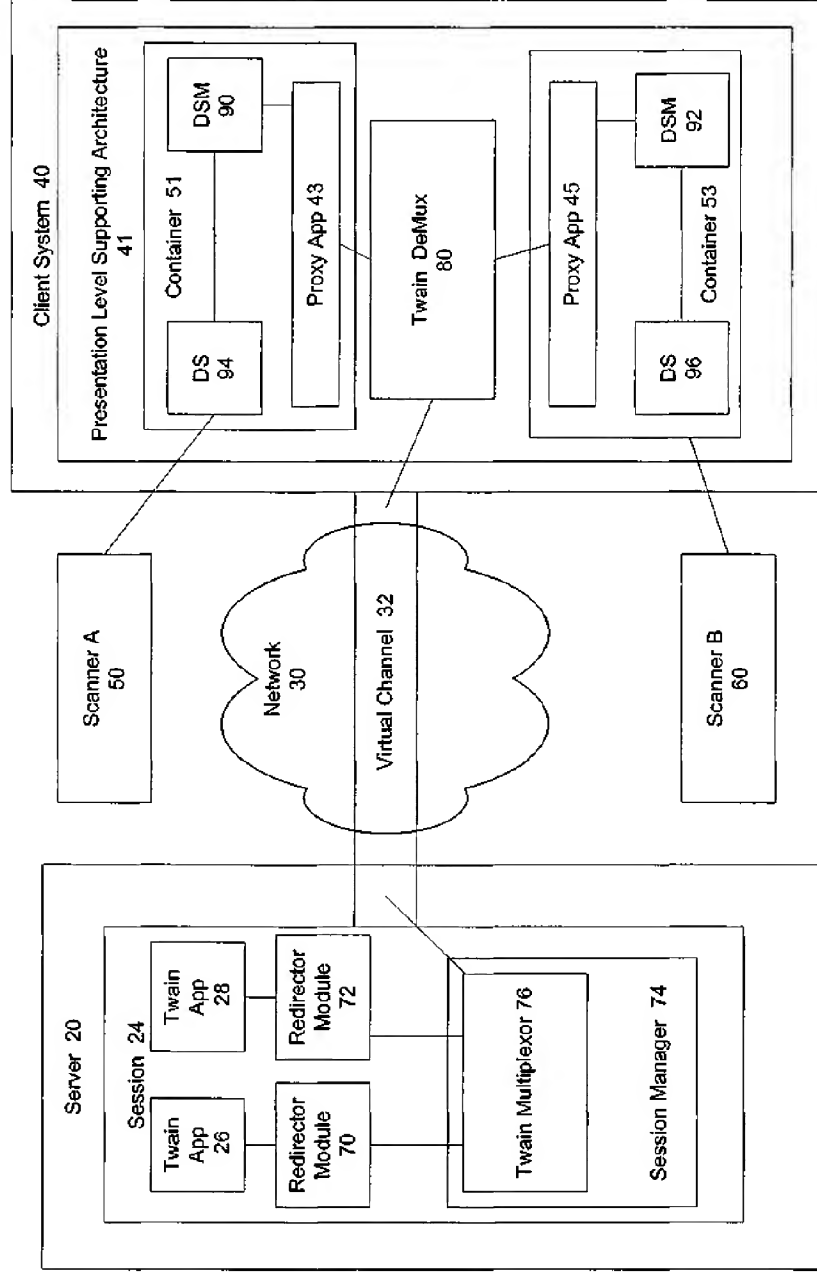 Server 20
Session 24
Twain
App
26
Twain
App
28
Redirector
Module
70
Redirector
Module
72
Twain Multiplexor 76
Session Manager 74
Scanner A
50
Network
30
Virtual Channel 32
Scanner B
60
Client System 40
Presentation Level Supporting Architecture
41
Container 51
DS
94
DSM
90
Proxy App 43
Twain DeMux
80
Proxy App 45
DS
96
DSM
92
Container 53